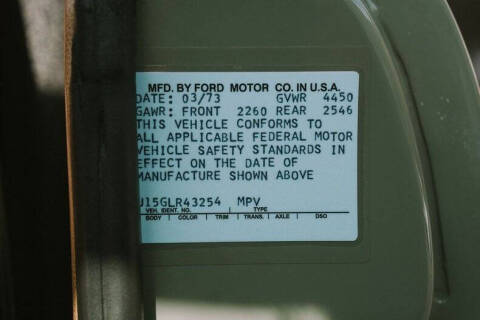 MFD. BY FORD MOTOR CO. IN U.S.A.
DATE: 03/73 GVWR 4450
GAWR: FRONT 2260 REAR 2546
THIS VEHICLE CONFORMS TO
ALL APPLICABLE FEDERAL MOTOR
VEHICLE SAFETY STANDARDS IN
EFFECT ON THE DATE OF
MANUFACTURE SHOWN ABOVE
U15GLR43254 MPV
VEH. IDENT. NO. TYPE
BODY COLOR TRIM TRANS. AXLE DSO